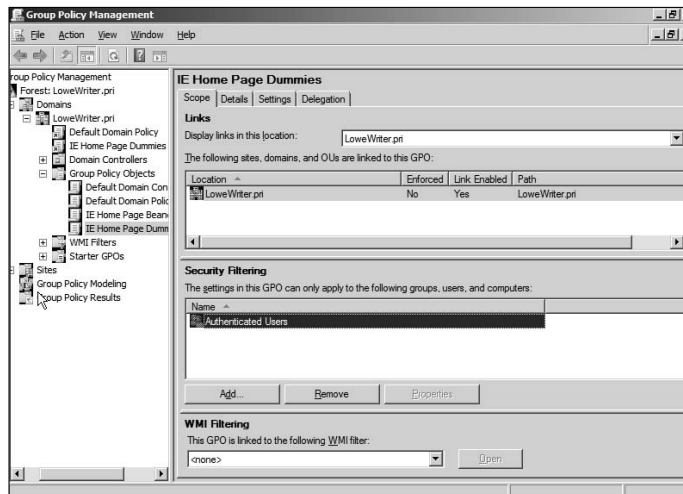 Group Policy Management
File Action View Window Help
roup Policy Management
Forest: LoweWriter.pri
Domains
LoweWriter.pri
Default Domain Policy
IE Home Page Dummies
Domain Controllers
Group Policy Objects
Default Domain Con
Default Domain Polic
IE Home Page Bean
IE Home Page Dumm
WMI Filters
Starter GPOs
Sites
Group Policy Modeling
Group Policy Results
IE Home Page Dummies
Scope Details Settings Delegation
Links
Display links in this location: LoweWriter.pri
The following sites, domains, and OUs are linked to this GPO:
Location Enforced Link Enabled Path
LoweWriter.pri No Yes LoweWriter.pri
Security Filtering
The settings in this GPO can only apply to the following groups, users, and computers:
Name
Authenticated Users
Add... Remove Properties
WMI Filtering
This GPO is linked to the following WMI filter:
<none> Open